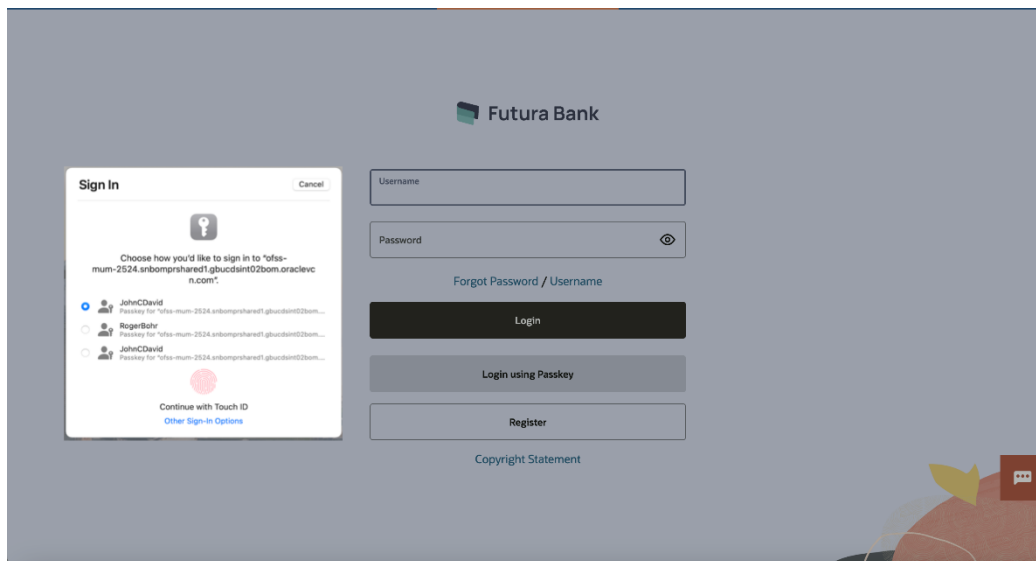 Futura Bank
Sign In
Cancel
Choose how you'd like to sign in to "ofss-
mum-2524.snbomprshared1.gbucdsint02bom.oraclevc
n.com".
JohnCDavid
Passkey for "ofss-mum-2524.snbomprshared1.gbucdsint02bom....
RogerBohr
Passkey for "ofss-mum-2524.snbomprshared1.gbucdsint02bom....
JohnCDavid
Passkey for "ofss-mum-2524.snbomprshared1.gbucdsint02bom....
Continue with Touch ID
Other Sign-In Options
Username
Password
Forgot Password / Username
Login
Login using Passkey
Register
Copyright Statement